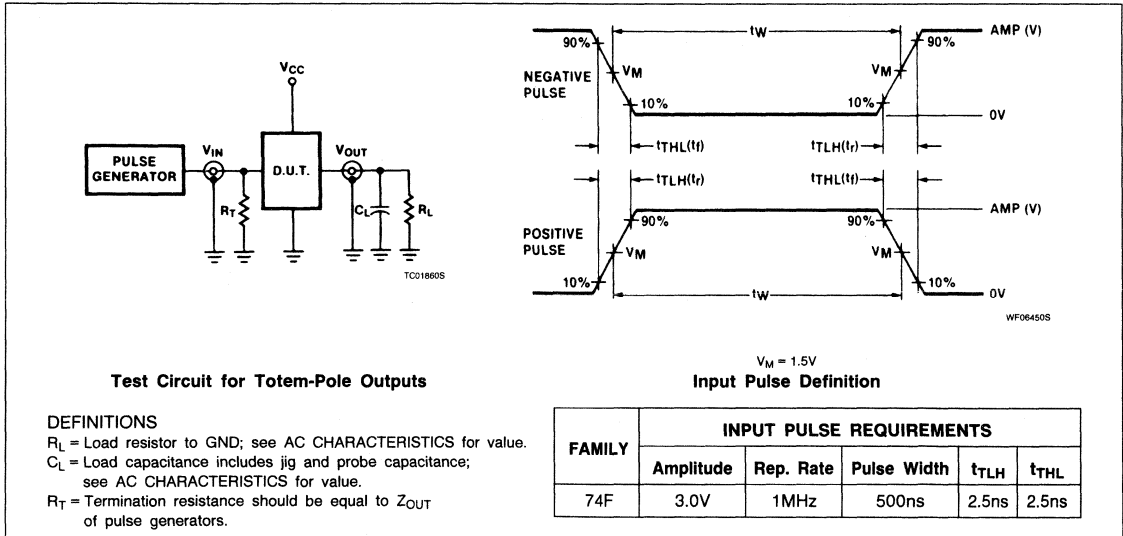 VCC
PULSE GENERATOR
VIN
RT
D.U.T.
VOUT
CL
RL
TC01860S
Test Circuit for Totem-Pole Outputs
DEFINITIONS
RL = Load resistor to GND; see AC CHARACTERISTICS for value.
CL = Load capacitance includes jig and probe capacitance;
see AC CHARACTERISTICS for value.
RT = Termination resistance should be equal to ZOUT
of pulse generators.
90% tW 90% AMP (V)
NEGATIVE PULSE
VM VM
10% 10% 0V
tTHL(tf) tTLH(tr)
tTLH(tr) tTHL(tf)
90% 90% AMP (V)
POSITIVE PULSE
VM VM
10% tW 10% 0V
WF06450S
VM = 1.5V
Input Pulse Definition
FAMILY INPUT PULSE REQUIREMENTS
Amplitude Rep. Rate Pulse Width tTLH tTHL
74F 3.0V 1MHz 500ns 2.5ns 2.5ns